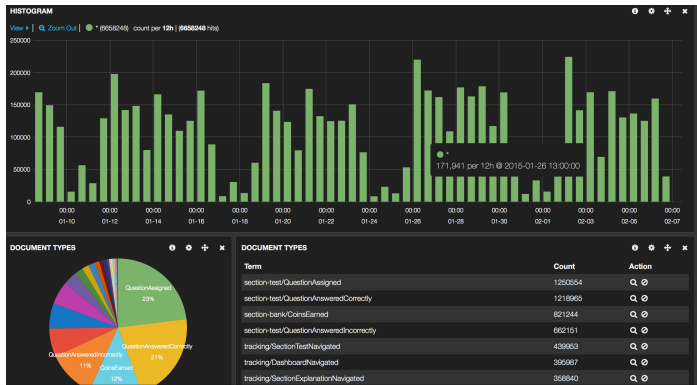 HISTOGRAM
View ▸ | Zoom Out | * (6658248) count per 12h | (6658248 hits)
250000
200000
150000
100000
50000
0
00:00 00:00 00:00 00:00 00:00 00:00 00:00 00:00 00:00 00:00 00:00 00:00 00:00 00:00 00:00
01-10 01-12 01-14 01-16 01-18 01-20 01-22 01-24 01-26 01-28 01-30 02-01 02-03 02-05 02-07
*
171,941 per 12h @ 2015-01-26 13:00:00
DOCUMENT TYPES
QuestionAssigned
23%
QuestionAnsweredCorrectly
21%
QuestionAnsweredIncorrectly
11%
CoinsEarned
12%
DOCUMENT TYPES
Term Count Action
section-test/QuestionAssigned 1250554
section-test/QuestionAnsweredCorrectly 1218965
section-bank/CoinsEarned 821244
section-test/QuestionAnsweredIncorrectly 662151
tracking/SectionTestNavigated 439953
tracking/DashboardNavigated 395987
tracking/SectionExplanationNavigated 358840